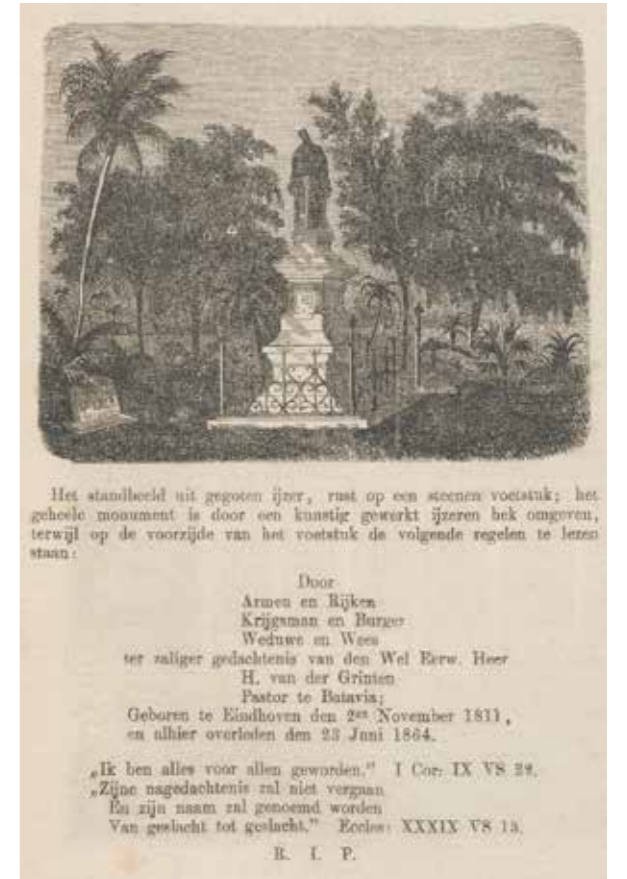 Het standbeeld uit gegoten ijzer, rust op een steenen voetstuk; het
geheele monument is door een kunstig gewerkt ijzeren hek omgeven,
terwijl op de voorzijde van het voetstuk de volgende regelen te lezen
staan:
Door
Armen en Rijken
Krijgsman en Burger
Weduwe en Wees
ter zaliger gedachtenis van den Wel Eerw. Heer
H. van der Grinten
Pastor te Batavia;
Geboren te Eindhoven den 2en November 1811,
en alhier overleden den 23 Juni 1864.
„Ik ben alles voor allen geworden." I Cor: IX VS
„Zijne nagedachtenis zal niet vergaan
En zijn naam zal genoemd worden
Van geslacht tot geslacht." Eccles: XXXIX VS 13.
R. I. P.